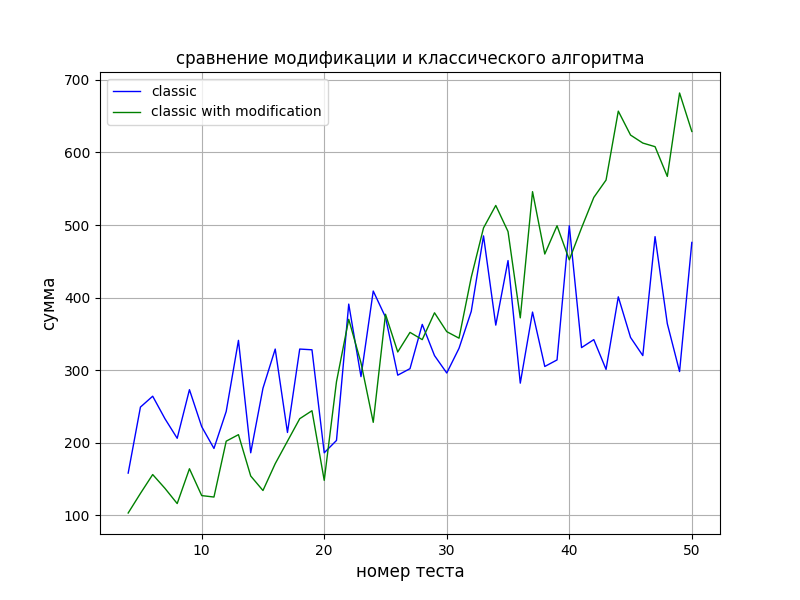 сравнение модификации и классического алгоритма
classic
classic with modification
700
600
500
400
300
200
100
сумма
10 20 30 40 50
номер теста